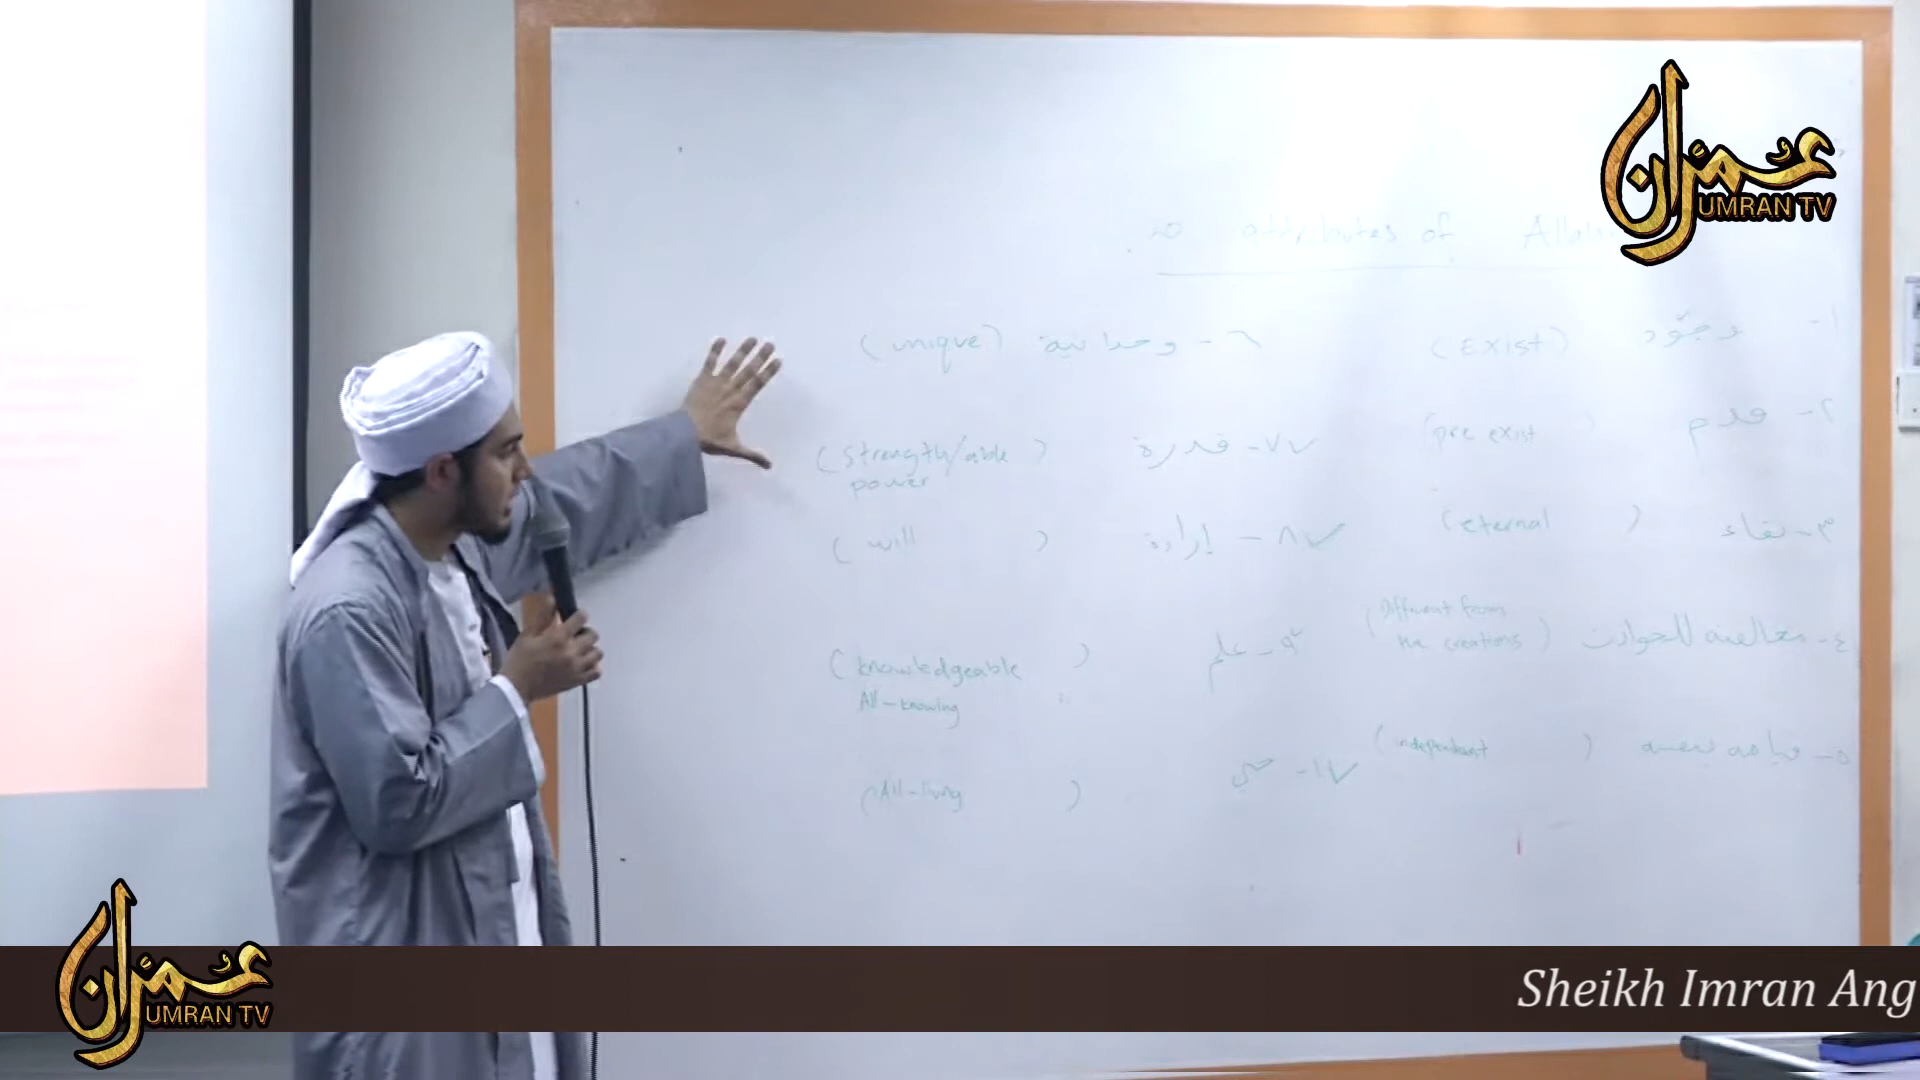 عمران
UMRAN TV
20 attributes of Allah
١- وجود (Exist)
٢- قدم (pre exist)
٣- بقاء (eternal)
٤- مخالفته للحوادث (Different from the creations)
٥- قيامه بنفسه (independent)
٦- وحدانية (unique)
٧- قدرة (strength/able power)
٨- إرادة (will)
٩- علم (knowledgeable All-knowing)
١٠- حي (All-living)
عمران
UMRAN TV
Sheikh Imran Ang